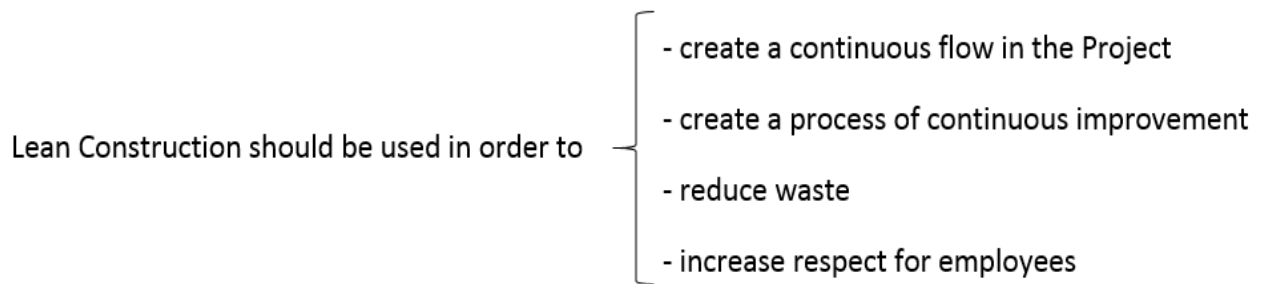 - create a continuous flow in the Project
- create a process of continuous improvement
Lean Construction should be used in order to
- reduce waste
- increase respect for employees